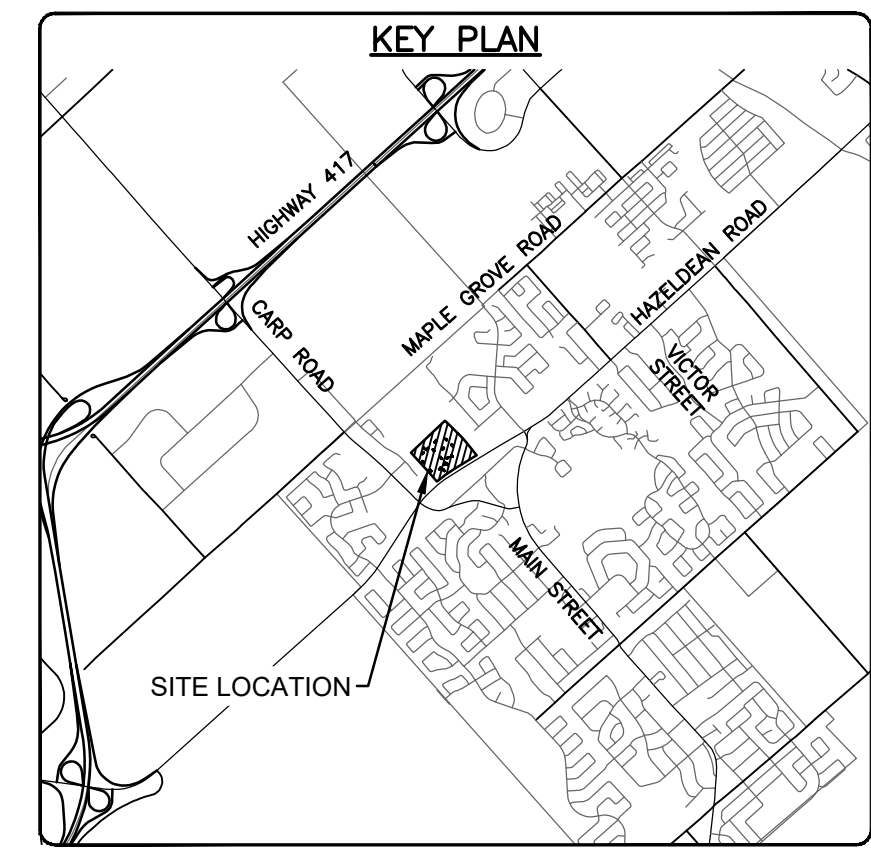 KEY PLAN
HIGHWAY 417
MAPLE GROVE ROAD
HAZELDEAN ROAD
CARP ROAD
VICTOR
STREET
MAIN STREET
SITE LOCATION